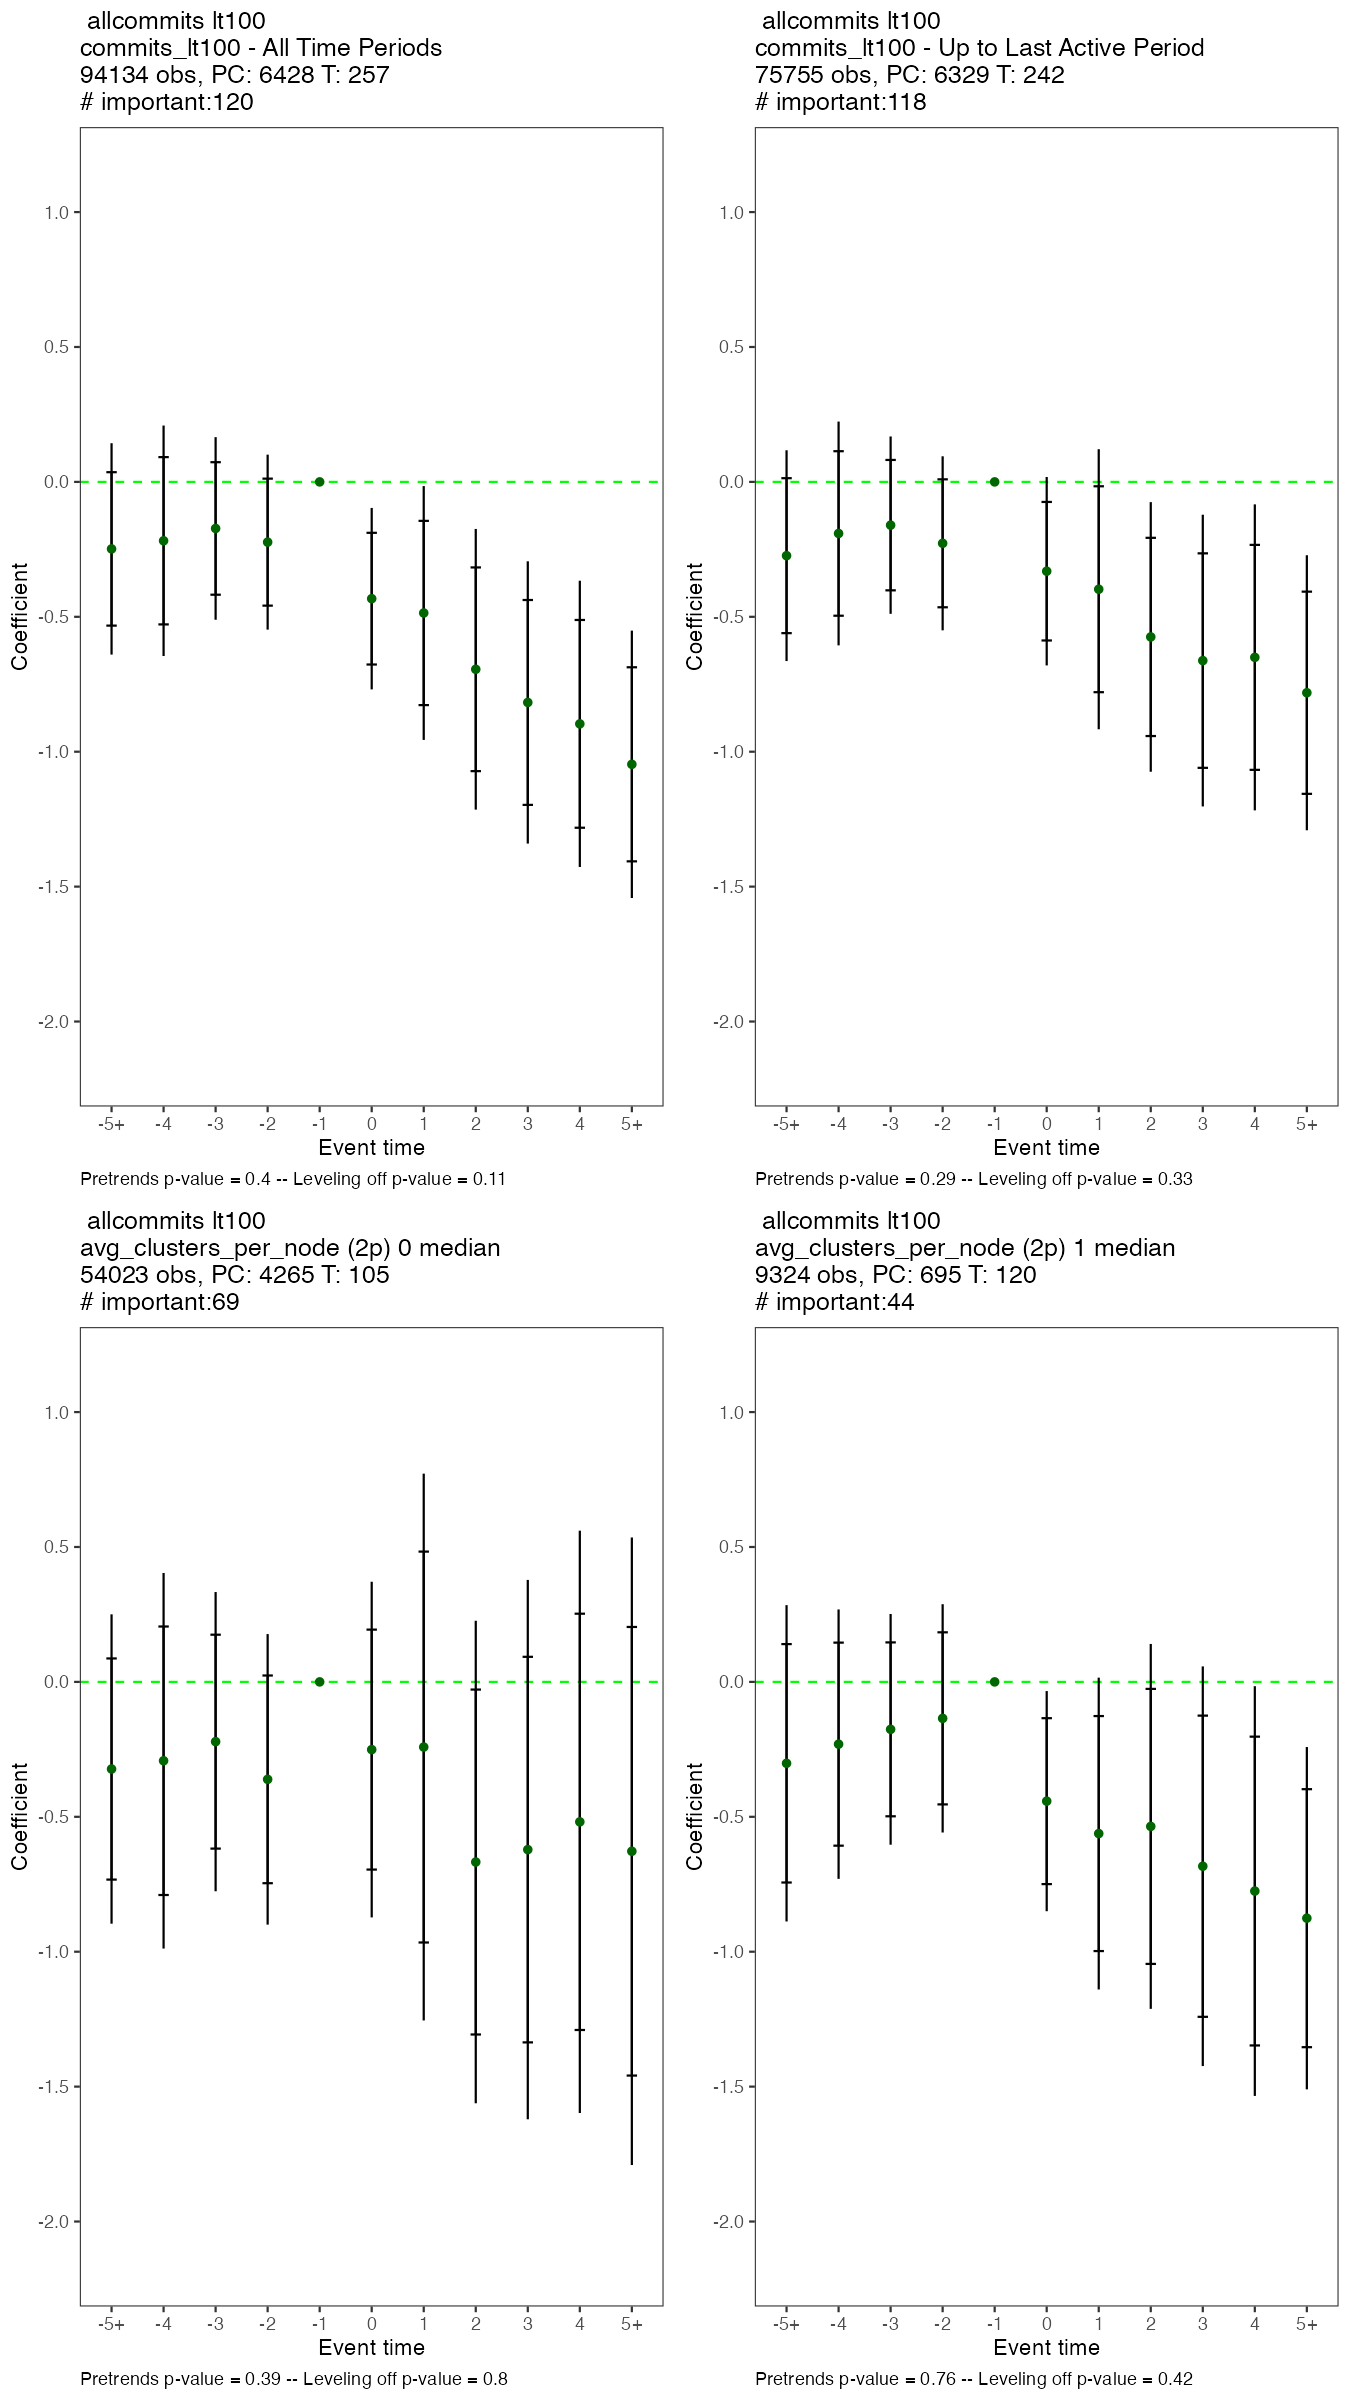 allcommits lt100
commits_lt100 - All Time Periods
94134 obs, PC: 6428 T: 257
# important:120
1.0
0.5
0.0
-0.5
-1.0
-1.5
-2.0
Coefficient
-5+ -4 -3 -2 -1 0 1 2 3 4 5+
Event time
Pretrends p-value = 0.4 -- Leveling off p-value = 0.11
allcommits lt100
commits_lt100 - Up to Last Active Period
75755 obs, PC: 6329 T: 242
# important:118
1.0
0.5
0.0
-0.5
-1.0
-1.5
-2.0
Coefficient
-5+ -4 -3 -2 -1 0 1 2 3 4 5+
Event time
Pretrends p-value = 0.29 -- Leveling off p-value = 0.33
allcommits lt100
avg_clusters_per_node (2p) 0 median
54023 obs, PC: 4265 T: 105
# important:69
1.0
0.5
0.0
-0.5
-1.0
-1.5
-2.0
Coefficient
-5+ -4 -3 -2 -1 0 1 2 3 4 5+
Event time
Pretrends p-value = 0.39 -- Leveling off p-value = 0.8
allcommits lt100
avg_clusters_per_node (2p) 1 median
9324 obs, PC: 695 T: 120
# important:44
1.0
0.5
0.0
-0.5
-1.0
-1.5
-2.0
Coefficient
-5+ -4 -3 -2 -1 0 1 2 3 4 5+
Event time
Pretrends p-value = 0.76 -- Leveling off p-value = 0.42